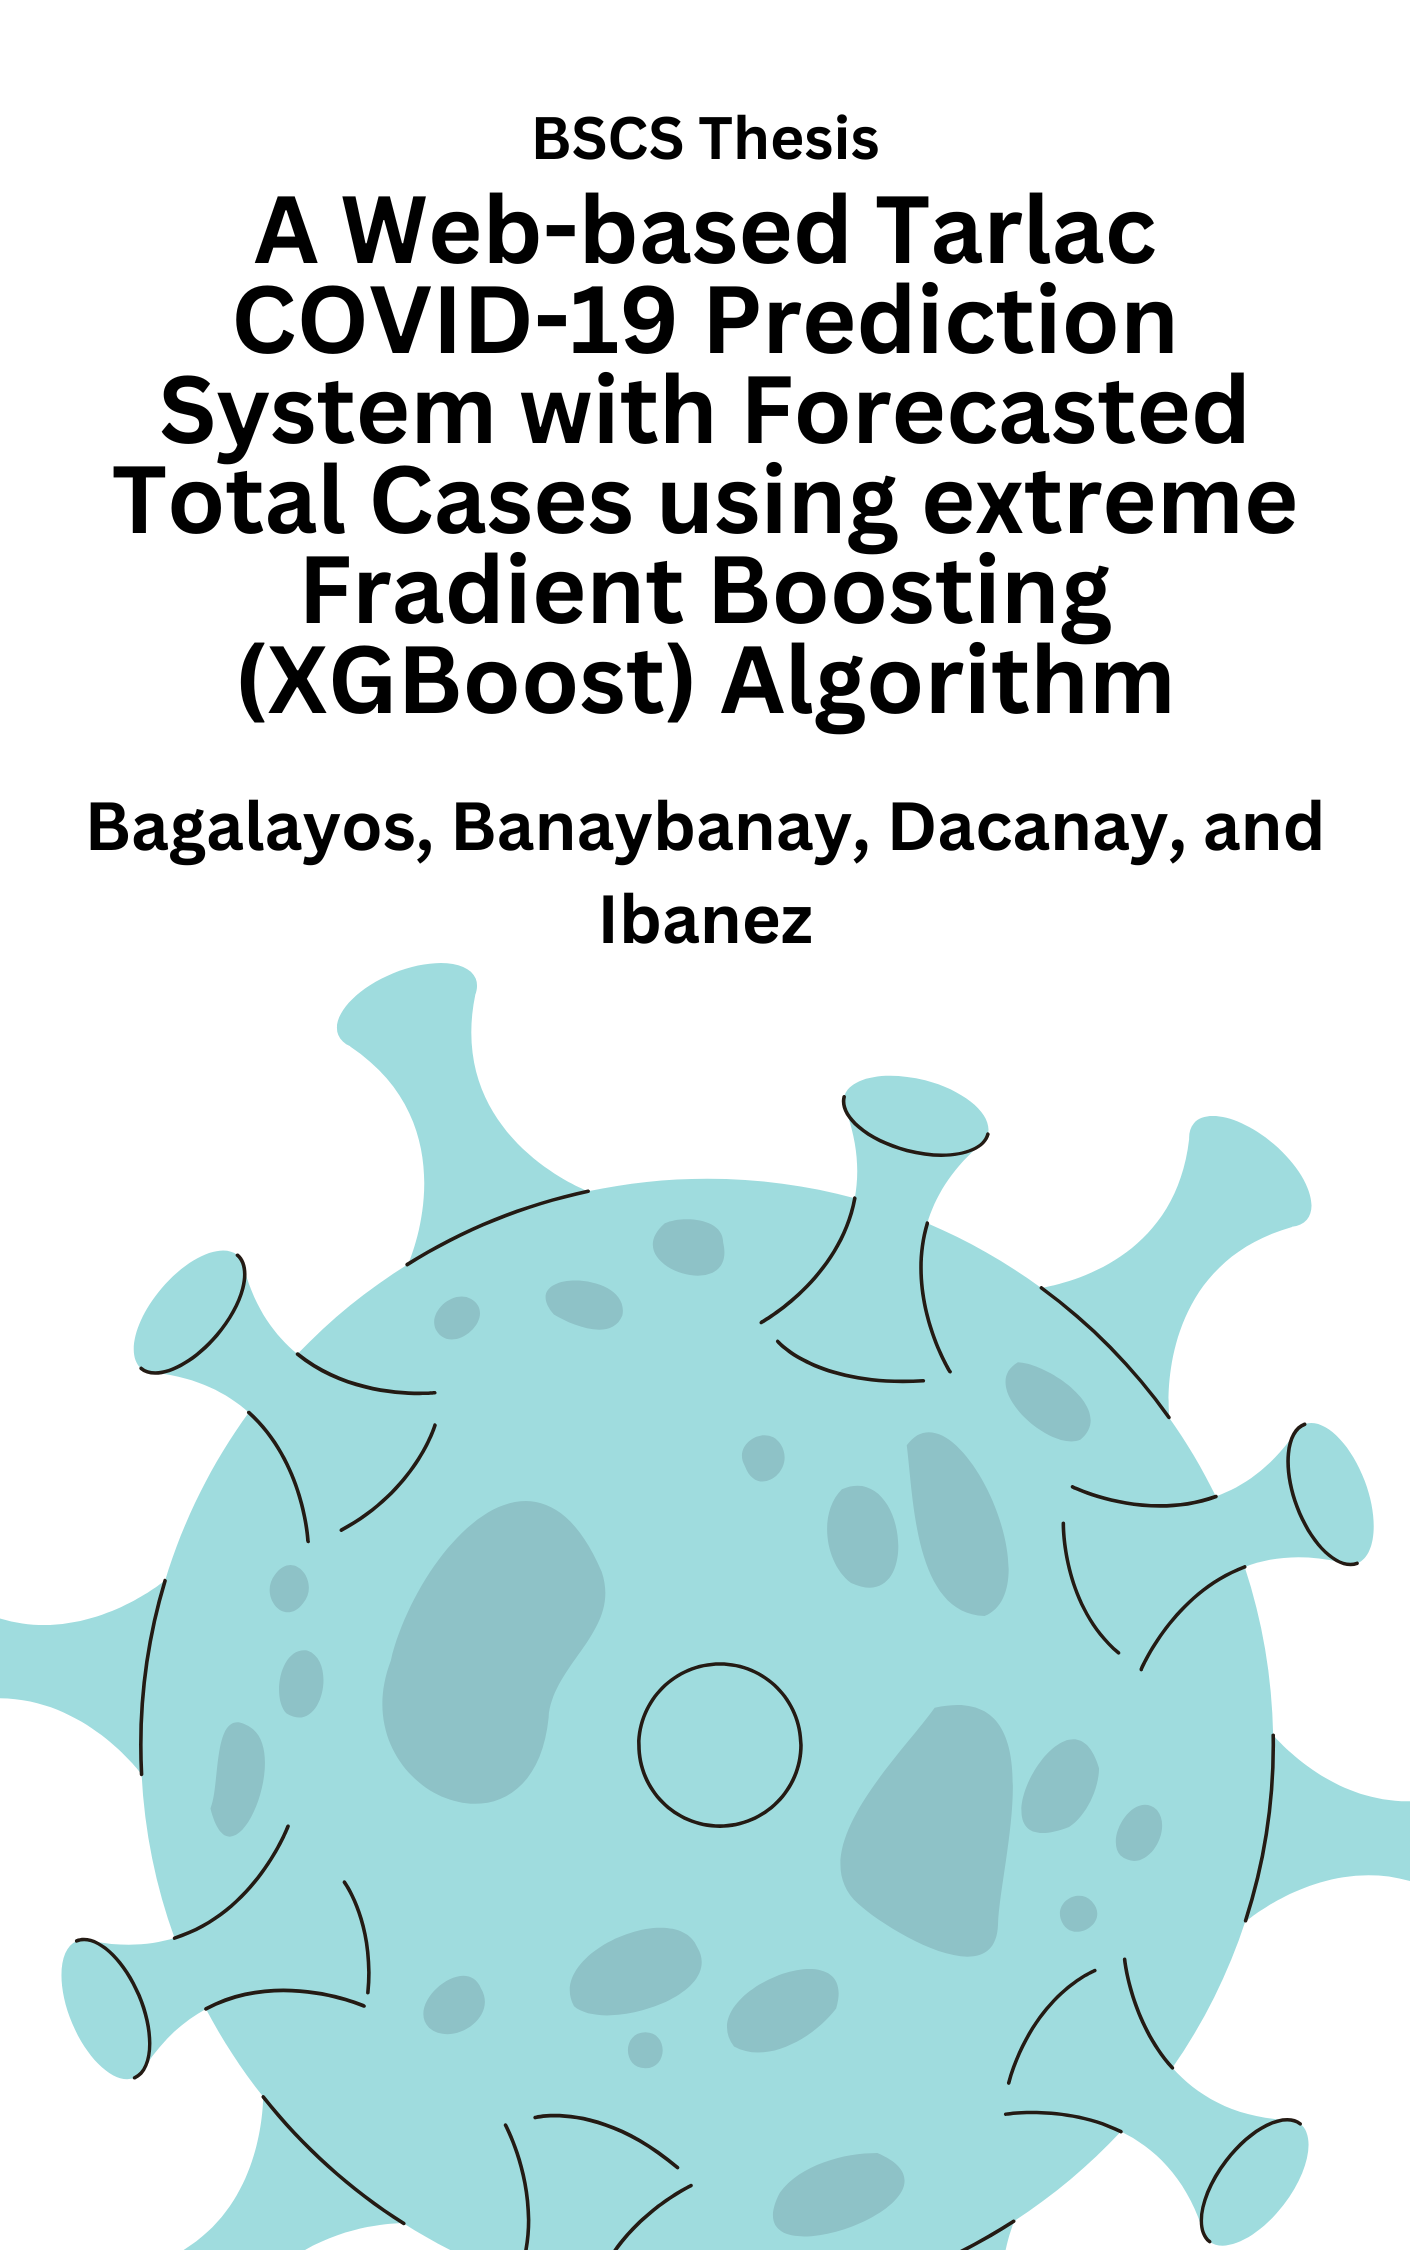 BSCS Thesis
A Web-based Tarlac
COVID-19 Prediction
System with Forecasted
Total Cases using extreme
Fradient Boosting
(XGBoost) Algorithm
Bagalayos, Banaybanay, Dacanay, and
Ibanez